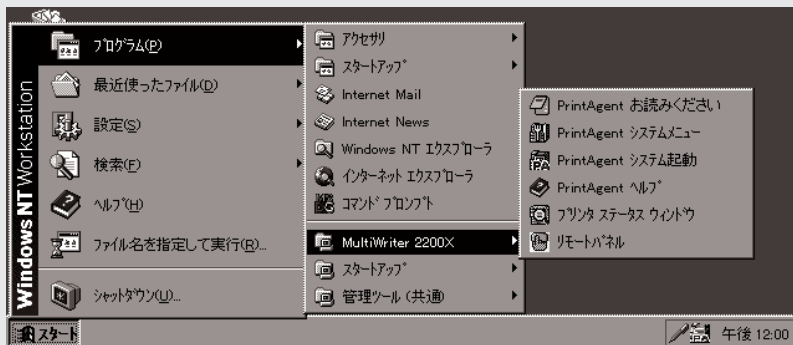 Windows NT Workstation
プログラム(P)
最近使ったファイル(D)
設定(S)
検索(F)
ヘルプ(H)
ファイル名を指定して実行(R)...
シャットダウン(U)...
アクセサリ
スタートアップ
Internet Mail
Internet News
Windows NT エクスプローラ
インターネット エクスプローラ
コマンド プロンプト
MultiWriter 2200X
スタートアップ
管理ツール (共通)
PrintAgent お読みください
PrintAgent システムメニュー
PrintAgent システム起動
PrintAgent ヘルプ
プリンタ ステータス ウィンドウ
リモートパネル
スタート
午後 12:00